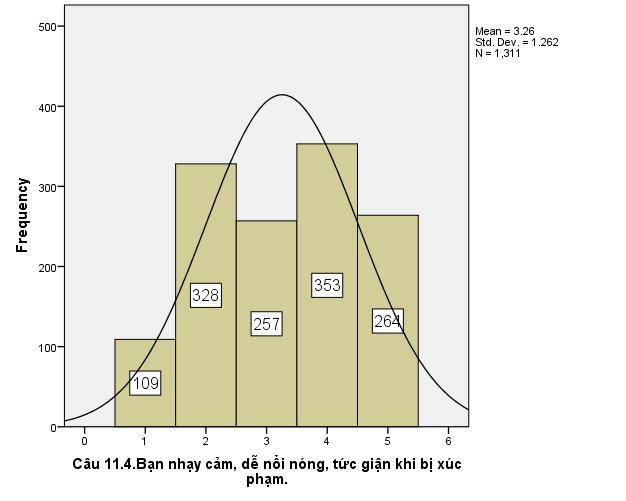 500
400
300
200
100
0
Frequency
109
328
257
353
264
0 1 2 3 4 5 6
Câu 11.4.Bạn nhạy cảm, dễ nổi nóng, tức giận khi bị xúc
phạm.
Mean = 3.26
Std. Dev. = 1.262
N = 1,311